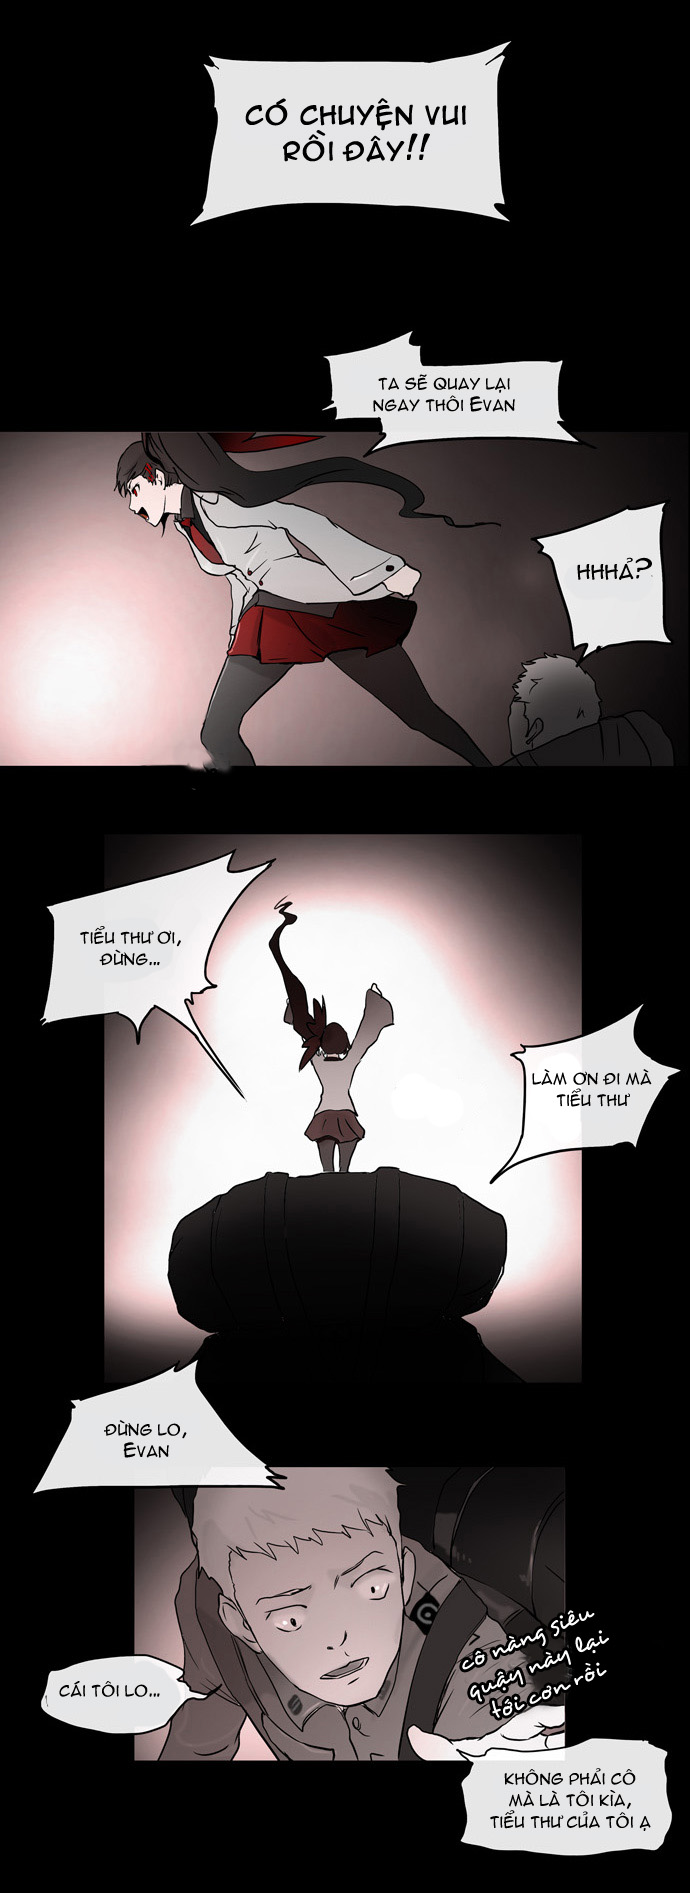 CÓ CHUYỆN VUI
RỒI ĐÂY!!
TA SẼ QUAY LẠI
NGAY THÔI EVAN
HHHẢ?
TIỂU THƯ ƠI,
ĐỪNG...
LÀM ƠN ĐI MÀ
TIỂU THƯ
ĐỪNG LO,
EVAN
CÁI TÔI LO...
cô nàng siêu
quậy này lại
tới cơn rồi
KHÔNG PHẢI CÔ
MÀ LÀ TÔI KÌA,
TIỂU THƯ CỦA TÔI Ạ